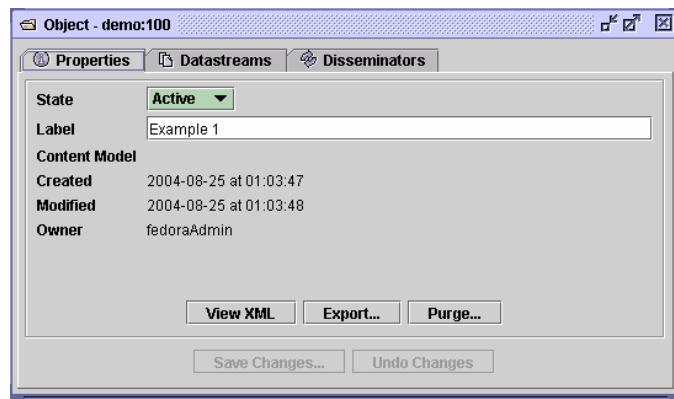 Object - demo:100
Properties Datastreams Disseminators
State Active
Label Example 1
Content Model
Created 2004-08-25 at 01:03:47
Modified 2004-08-25 at 01:03:48
Owner fedoraAdmin
View XML Export... Purge...
Save Changes... Undo Changes